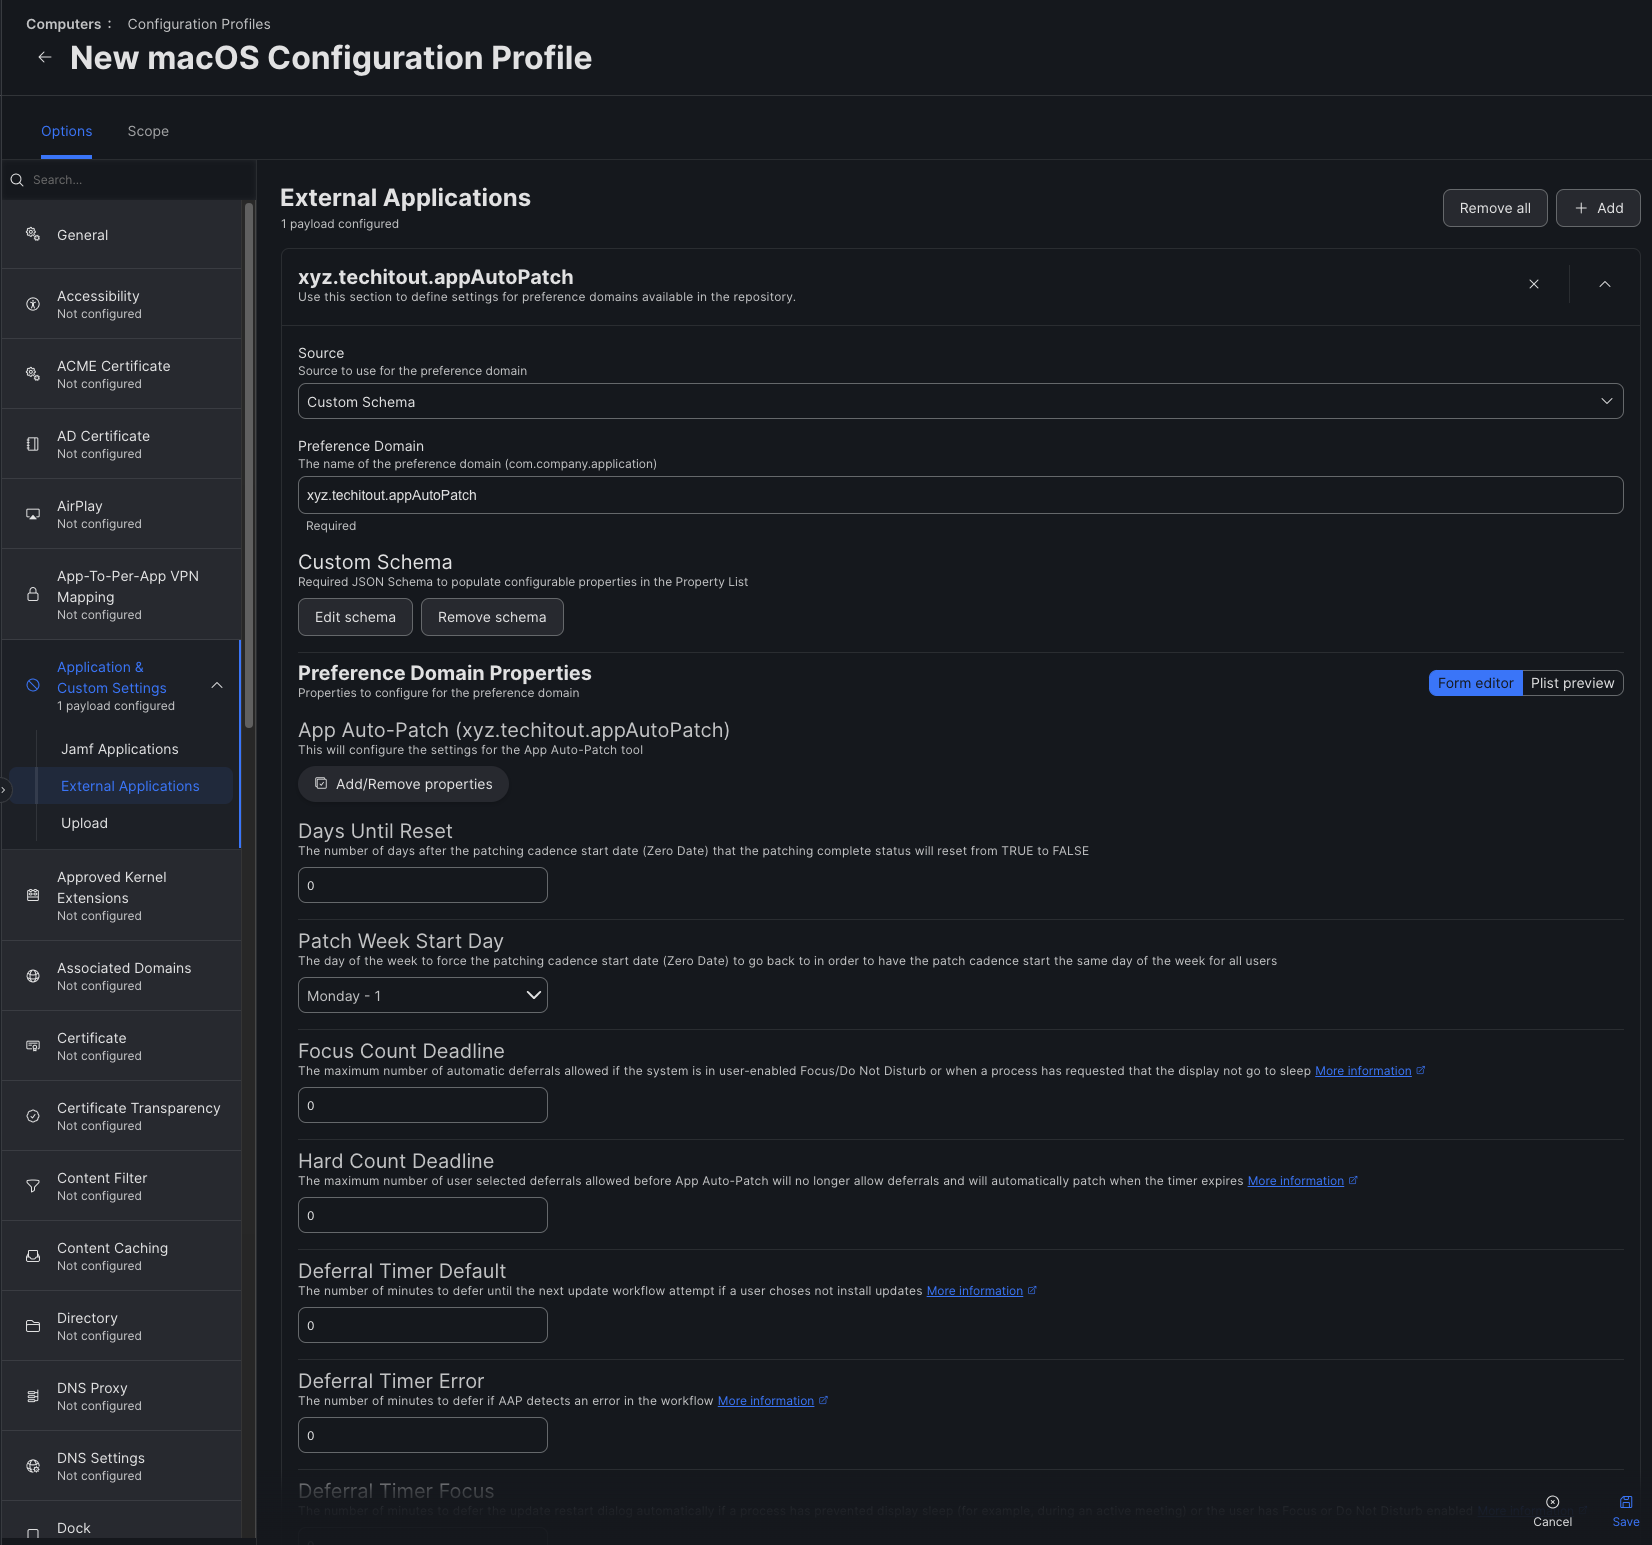 Computers : Configuration Profiles
New macOS Configuration Profile
Options Scope
Search...
General
Accessibility
Not configured
ACME Certificate
Not configured
AD Certificate
Not configured
AirPlay
Not configured
App-To-Per-App VPN
Mapping
Not configured
Application &
Custom Settings
1 payload configured
Jamf Applications
External Applications
Upload
Approved Kernel
Extensions
Not configured
Associated Domains
Not configured
Certificate
Not configured
Certificate Transparency
Not configured
Content Filter
Not configured
Content Caching
Not configured
Directory
Not configured
DNS Proxy
Not configured
DNS Settings
Not configured
Dock
External Applications
1 payload configured
Remove all
+ Add
xyz.techitout.appAutoPatch
Use this section to define settings for preference domains available in the repository.
Source
Source to use for the preference domain
Custom Schema
Preference Domain
The name of the preference domain (com.company.application)
xyz.techitout.appAutoPatch
Required
Custom Schema
Required JSON Schema to populate configurable properties in the Property List
Edit schema Remove schema
Preference Domain Properties
Properties to configure for the preference domain
Form editor Plist preview
App Auto-Patch (xyz.techitout.appAutoPatch)
This will configure the settings for the App Auto-Patch tool
Add/Remove properties
Days Until Reset
The number of days after the patching cadence start date (Zero Date) that the patching complete status will reset from TRUE to FALSE
0
Patch Week Start Day
The day of the week to force the patching cadence start date (Zero Date) to go back to in order to have the patch cadence start the same day of the week for all users
Monday - 1
Focus Count Deadline
The maximum number of automatic deferrals allowed if the system is in user-enabled Focus/Do Not Disturb or when a process has requested that the display not go to sleep More information
0
Hard Count Deadline
The maximum number of user selected deferrals allowed before App Auto-Patch will no longer allow deferrals and will automatically patch when the timer expires More information
0
Deferral Timer Default
The number of minutes to defer until the next update workflow attempt if a user choses not install updates More information
0
Deferral Timer Error
The number of minutes to defer if AAP detects an error in the workflow More information
0
Deferral Timer Focus
The number of minutes to defer the update restart dialog automatically if a process has prevented display sleep (for example, during an active meeting) or the user has Focus or Do Not Disturb enabled
Cancel
Save